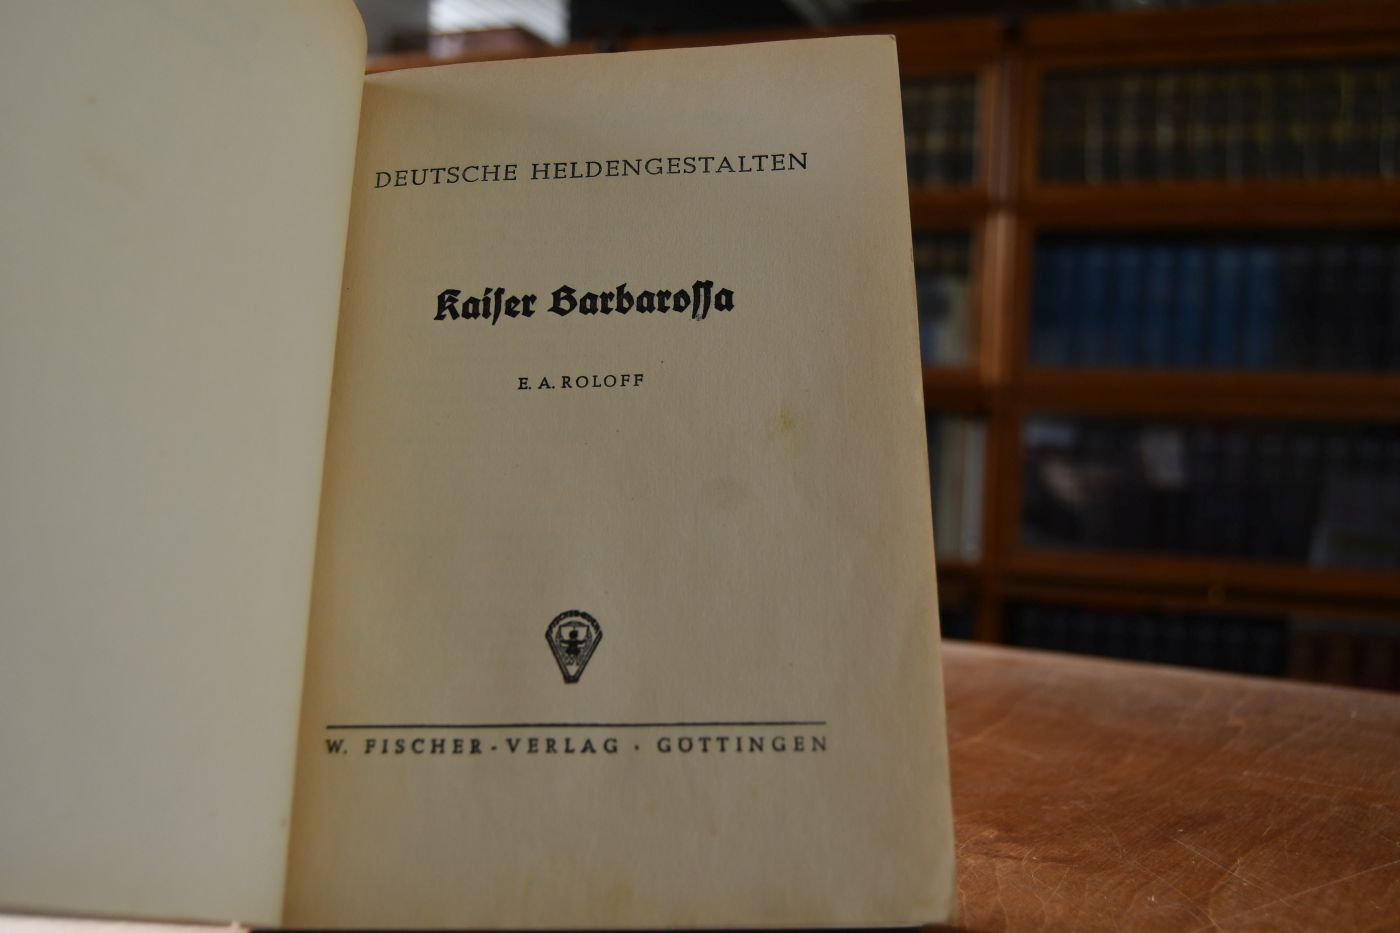 DEUTSCHE HELDENGESTALTEN
Kaiſer Barbaroſſa
E. A. ROLOFF
W. FISCHER-VERLAG · GÖTTINGEN